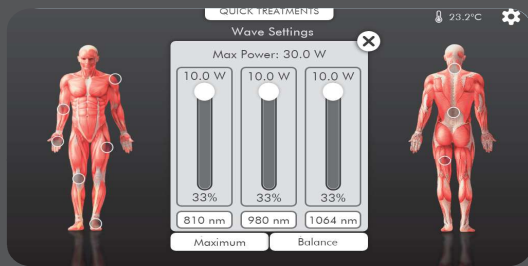 QUICK TREATMENTS
23.2°C
Wave Settings
Max Power: 30.0 W
10.0 W 10.0 W 10.0 W
33% 33% 33%
810 nm 980 nm 1064 nm
Maximum Balance